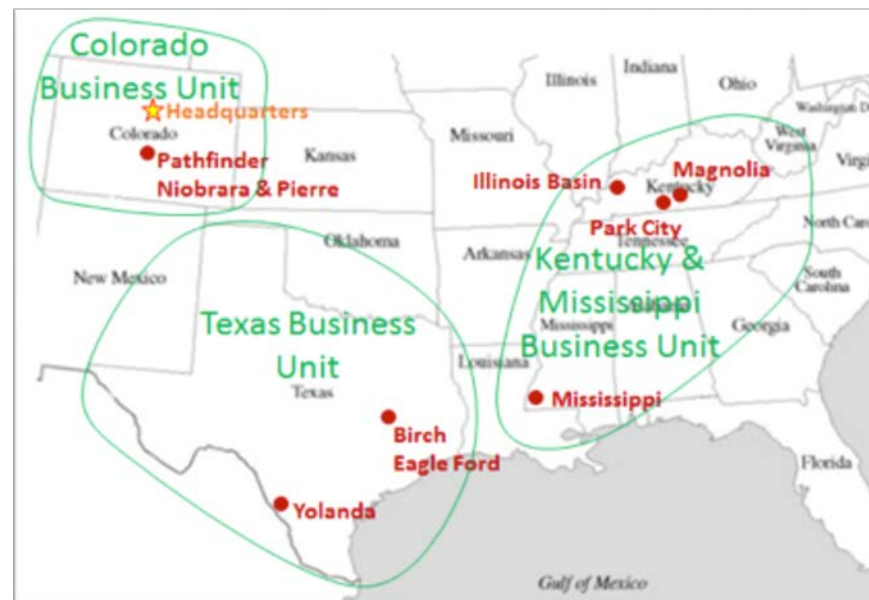 Colorado
Business Unit
Headquarters
Colorado
Pathfinder
Niobrara & Pierre
Kansas
Missouri
Illinois
Indiana
Ohio
West
Virginia
Illinois Basin
Magnolia
Kentucky
Park City
Tennessee
North Caro
South
Carolina
New Mexico
Oklahoma
Arkansas
Kentucky &
Mississippi
Business Unit
Mississippi
Georgia
Louisiana
Mississippi
Texas Business
Unit
Texas
Birch
Eagle Ford
Yolanda
Florida
Gulf of Mexico